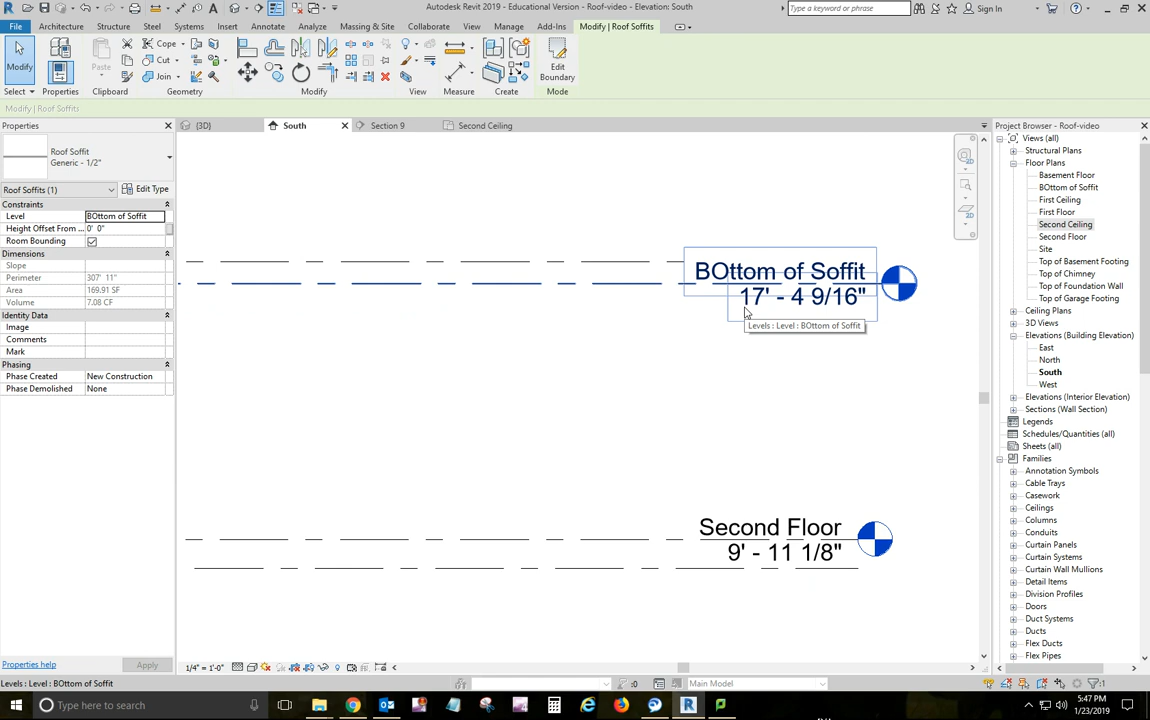 Autodesk Revit 2019 - Educational Version - Roof-video - Elevation: South
Type a keyword or phrase
Sign In
File Architecture Structure Steel Systems Insert Annotate Analyze Massing & Site Collaborate View Manage Add-Ins Modify | Roof Soffits
Modify Properties Paste Cope Cut Join Edit Boundary
Select Properties Clipboard Geometry Modify View Measure Create Mode
Modify | Roof Soffits
Properties
{3D} South Section 9 Second Ceiling
Project Browser - Roof-video
Roof Soffit
Generic - 1/2"
Roof Soffits (1) Edit Type
Constraints
Level BOttom of Soffit
Height Offset From ... 0' 0"
Room Bounding
Dimensions
Slope
Perimeter 307' 11"
Area 169.91 SF
Volume 7.08 CF
Identity Data
Image
Comments
Mark
Phasing
Phase Created New Construction
Phase Demolished None
Properties help Apply
BOttom of Soffit
17' - 4 9/16"
Levels : Level : BOttom of Soffit
Second Floor
9' - 11 1/8"
Views (all)
Structural Plans
Floor Plans
Basement Floor
BOttom of Soffit
First Ceiling
First Floor
Second Ceiling
Second Floor
Site
Top of Basement Footing
Top of Chimney
Top of Foundation Wall
Top of Garage Footing
Ceiling Plans
3D Views
Elevations (Building Elevation)
East
North
South
West
Elevations (Interior Elevation)
Sections (Wall Section)
Legends
Schedules/Quantities (all)
Sheets (all)
Families
Annotation Symbols
Cable Trays
Casework
Ceilings
Columns
Conduits
Curtain Panels
Curtain Systems
Curtain Wall Mullions
Detail Items
Division Profiles
Doors
Duct Systems
Ducts
Flex Ducts
Flex Pipes
1/4" = 1'-0"
Levels : Level : BOttom of Soffit
:0
Main Model
:1
Type here to search
5:47 PM
1/23/2019